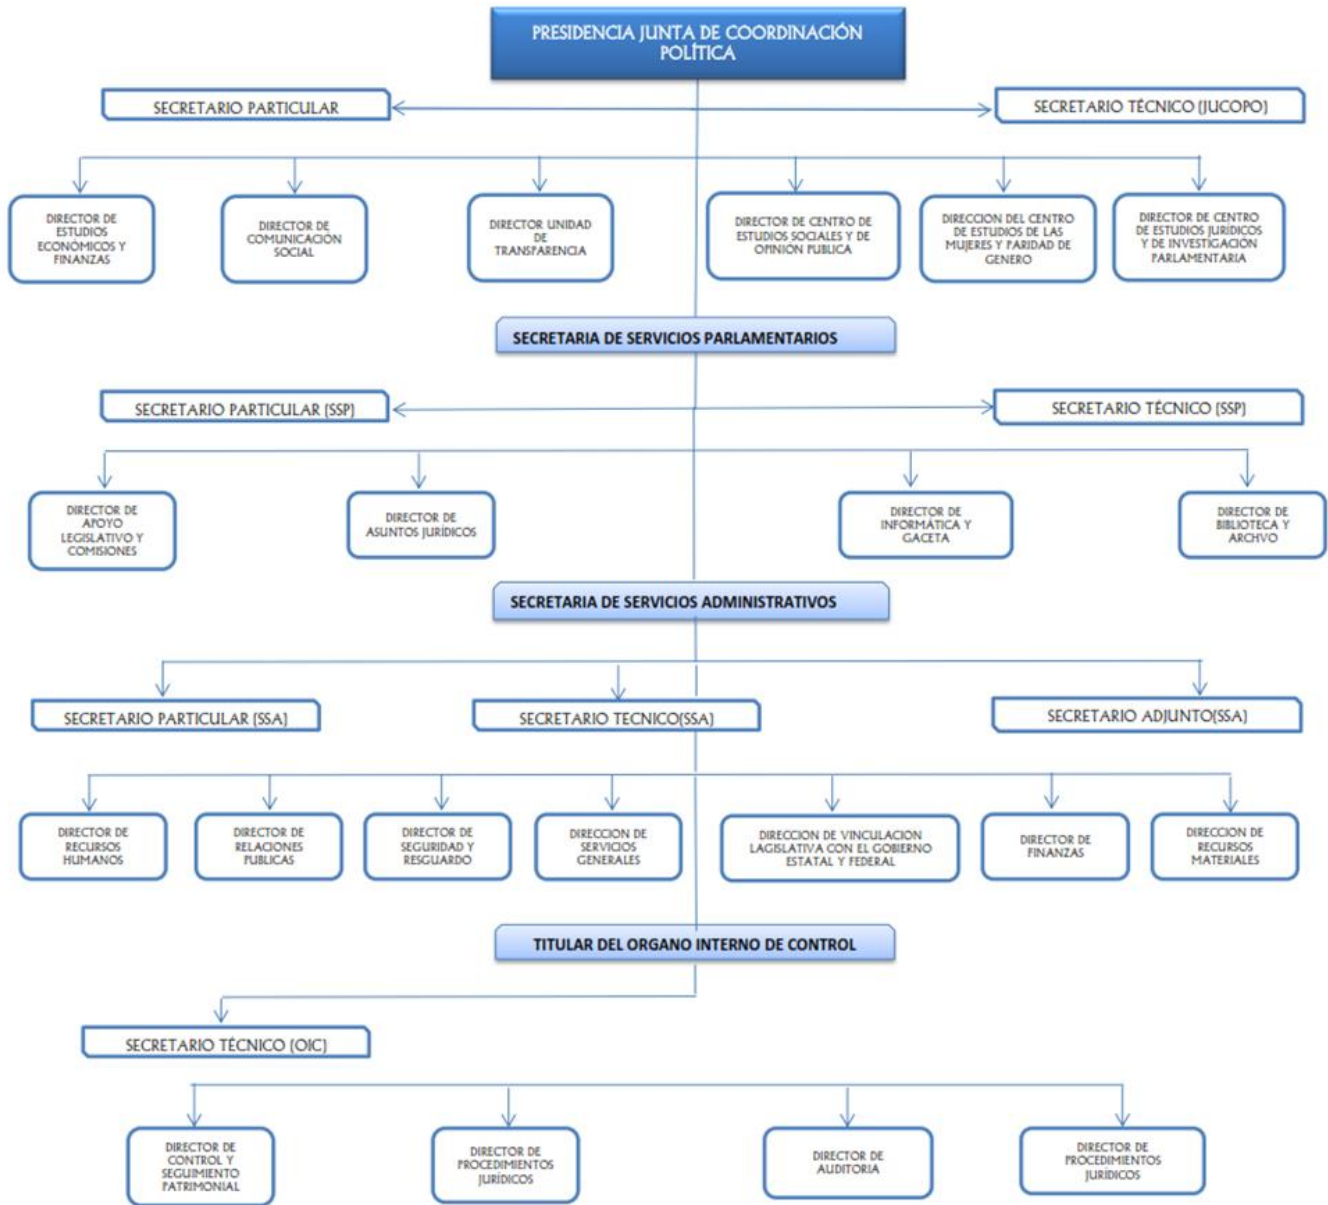 PRESIDENCIA JUNTA DE COORDINACIÓN
POLÍTICA
SECRETARIO PARTICULAR
SECRETARIO TÉCNICO (JUCOPO)
DIRECTOR DE
ESTUDIOS
ECONÓMICOS Y
FINANZAS
DIRECTOR DE
COMUNICACIÓN
SOCIAL
DIRECTOR UNIDAD
DE
TRANSPARENCIA
DIRECTOR DE CENTRO DE
ESTUDIOS SOCIALES Y DE
OPINIÓN PUBLICA
DIRECCION DEL CENTRO
DE ESTUDIOS DE LAS
MUJERES Y PARIDAD DE
GENERO
DIRECTOR DE CENTRO
DE ESTUDIOS JURÍDICOS
Y DE INVESTIGACIÓN
PARLAMENTARIA
SECRETARIA DE SERVICIOS PARLAMENTARIOS
SECRETARIO PARTICULAR (SSP)
SECRETARIO TÉCNICO (SSP)
DIRECTOR DE
APOYO
LEGISLATIVO Y
COMISIONES
DIRECTOR DE
ASUNTOS JURÍDICOS
DIRECTOR DE
INFORMÁTICA Y
GACETA
DIRECTOR DE
BIBLIOTECA Y
ARCHVO
SECRETARIA DE SERVICIOS ADMINISTRATIVOS
SECRETARIO PARTICULAR (SSA)
SECRETARIO TECNICO(SSA)
SECRETARIO ADJUNTO(SSA)
DIRECTOR DE
RECURSOS
HUMANOS
DIRECTOR DE
RELACIONES
PUBLICAS
DIRECTOR DE
SEGURIDAD Y
RESGUARDO
DIRECCION DE
SERVICIOS
GENERALES
DIRECCION DE VINCULACION
LAGISLATIVA CON EL GOBIERNO
ESTATAL Y FEDERAL
DIRECTOR DE
FINANZAS
DIRECCION DE
RECURSOS
MATERIALES
TITULAR DEL ORGANO INTERNO DE CONTROL
SECRETARIO TÉCNICO (OIC)
DIRECTOR DE
CONTROL Y
SEGUIMIENTO
PATRIMONIAL
DIRECTOR DE
PROCEDIMIENTOS
JURÍDICOS
DIRECTOR DE
AUDITORIA
DIRECTOR DE
PROCEDIMIENTOS
JURÍDICOS